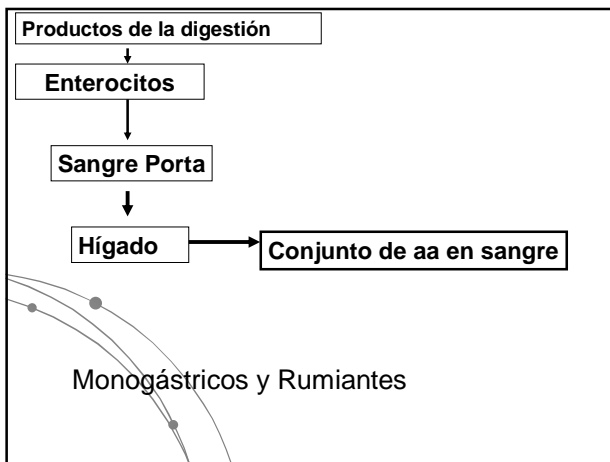 Productos de la digestión
Enterocitos
Sangre Porta
Hígado
Conjunto de aa en sangre
Monogástricos y Rumiantes